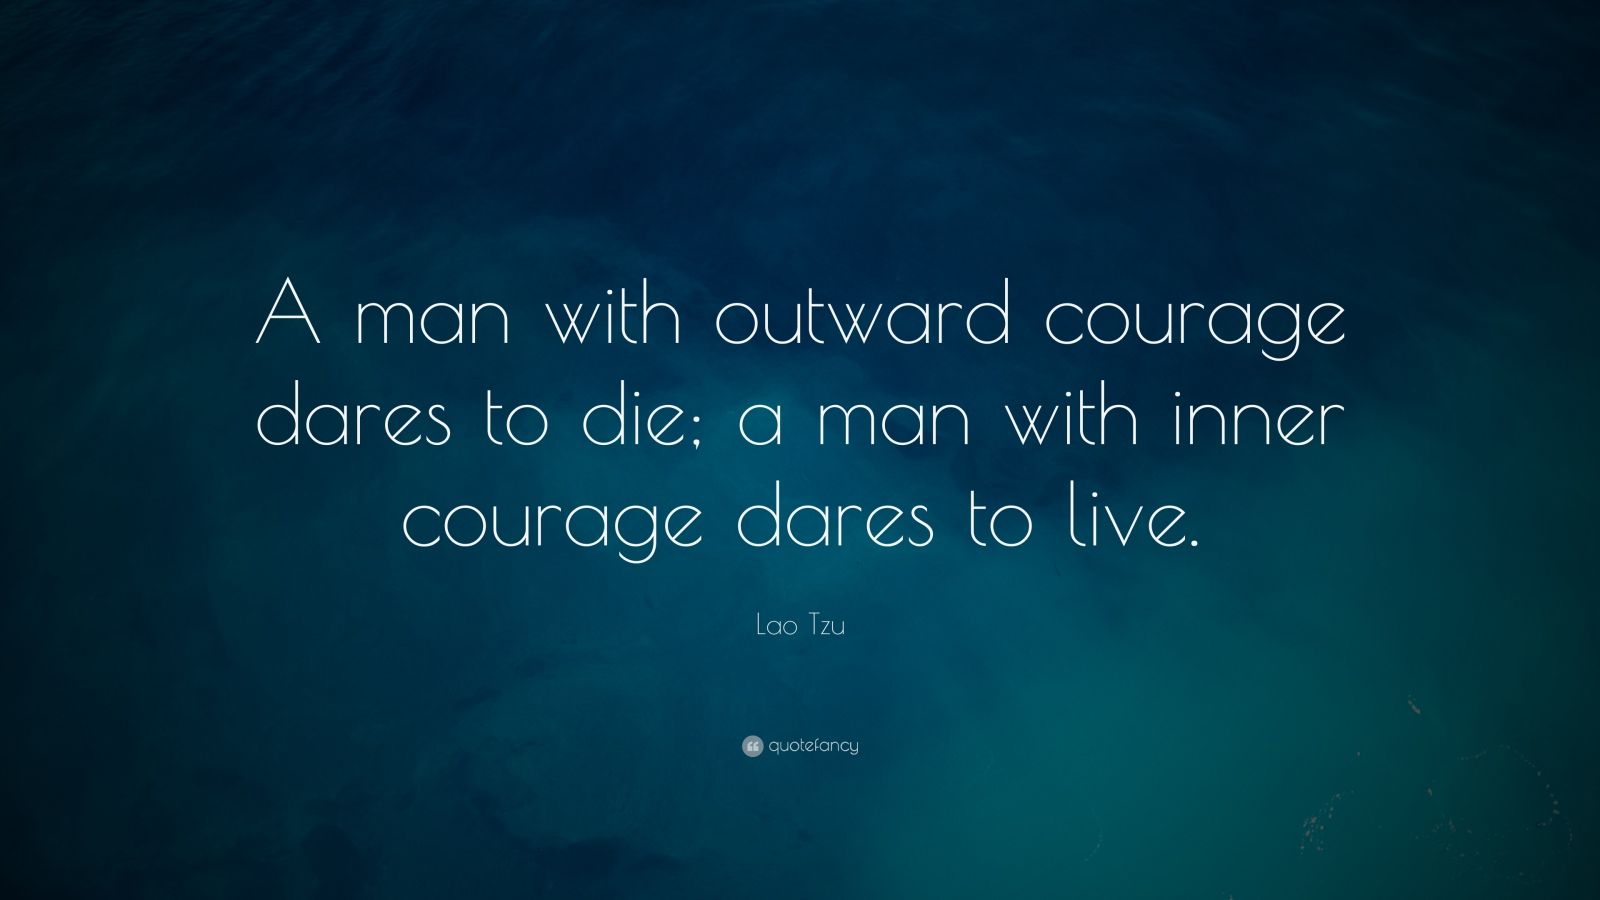 A man with outward courage
dares to die; a man with inner
courage dares to live.
Lao Tzu
quotefancy